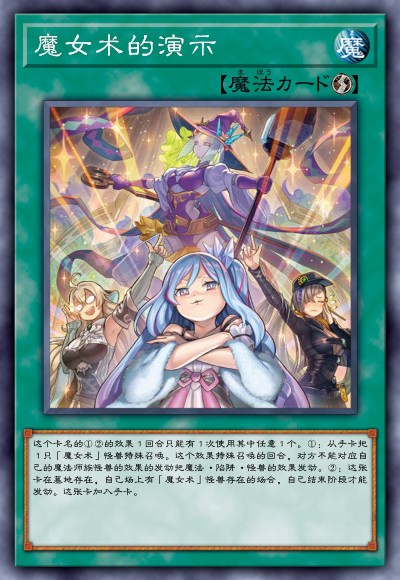 魔女术的演示
魔
【魔法カード】
まほう
这个卡名的①②的效果1回合只能有1次使用其中任意1个。①：从手卡把
1只「魔女术」怪兽特殊召唤。这个效果特殊召唤的回合，对方不能对应自
己的魔法师族怪兽的效果的发动把魔法·陷阱·怪兽的效果发动。②：这张
卡在墓地存在，自己场上有「魔女术」怪兽存在的场合，自己结束阶段才能
发动。这张卡加入手卡。